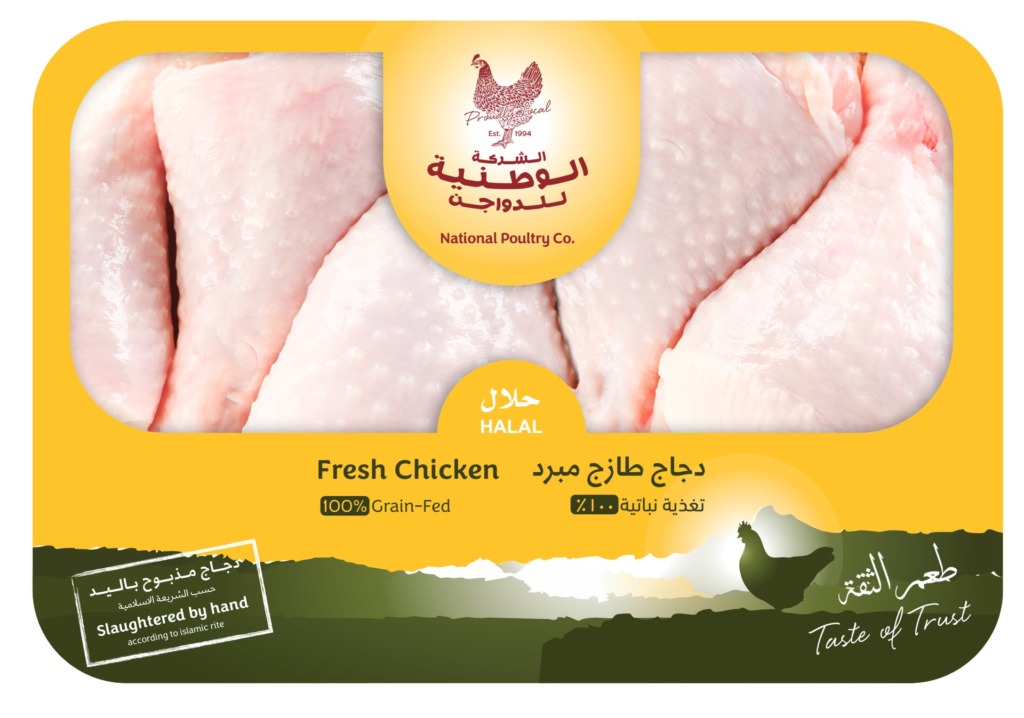 Proudly Local
Est. 1994
الشركة
الوطنية
للدواجن
National Poultry Co.
حلال
HALAL
Fresh Chicken دجاج طازج مبرد
100% Grain-Fed تغذية نباتية ١٠٠٪
دجاج مذبوح باليد
حسب الشريعة الاسلامية
Slaughtered by hand
according to islamic rite
طعم الثقة
Taste of Trust